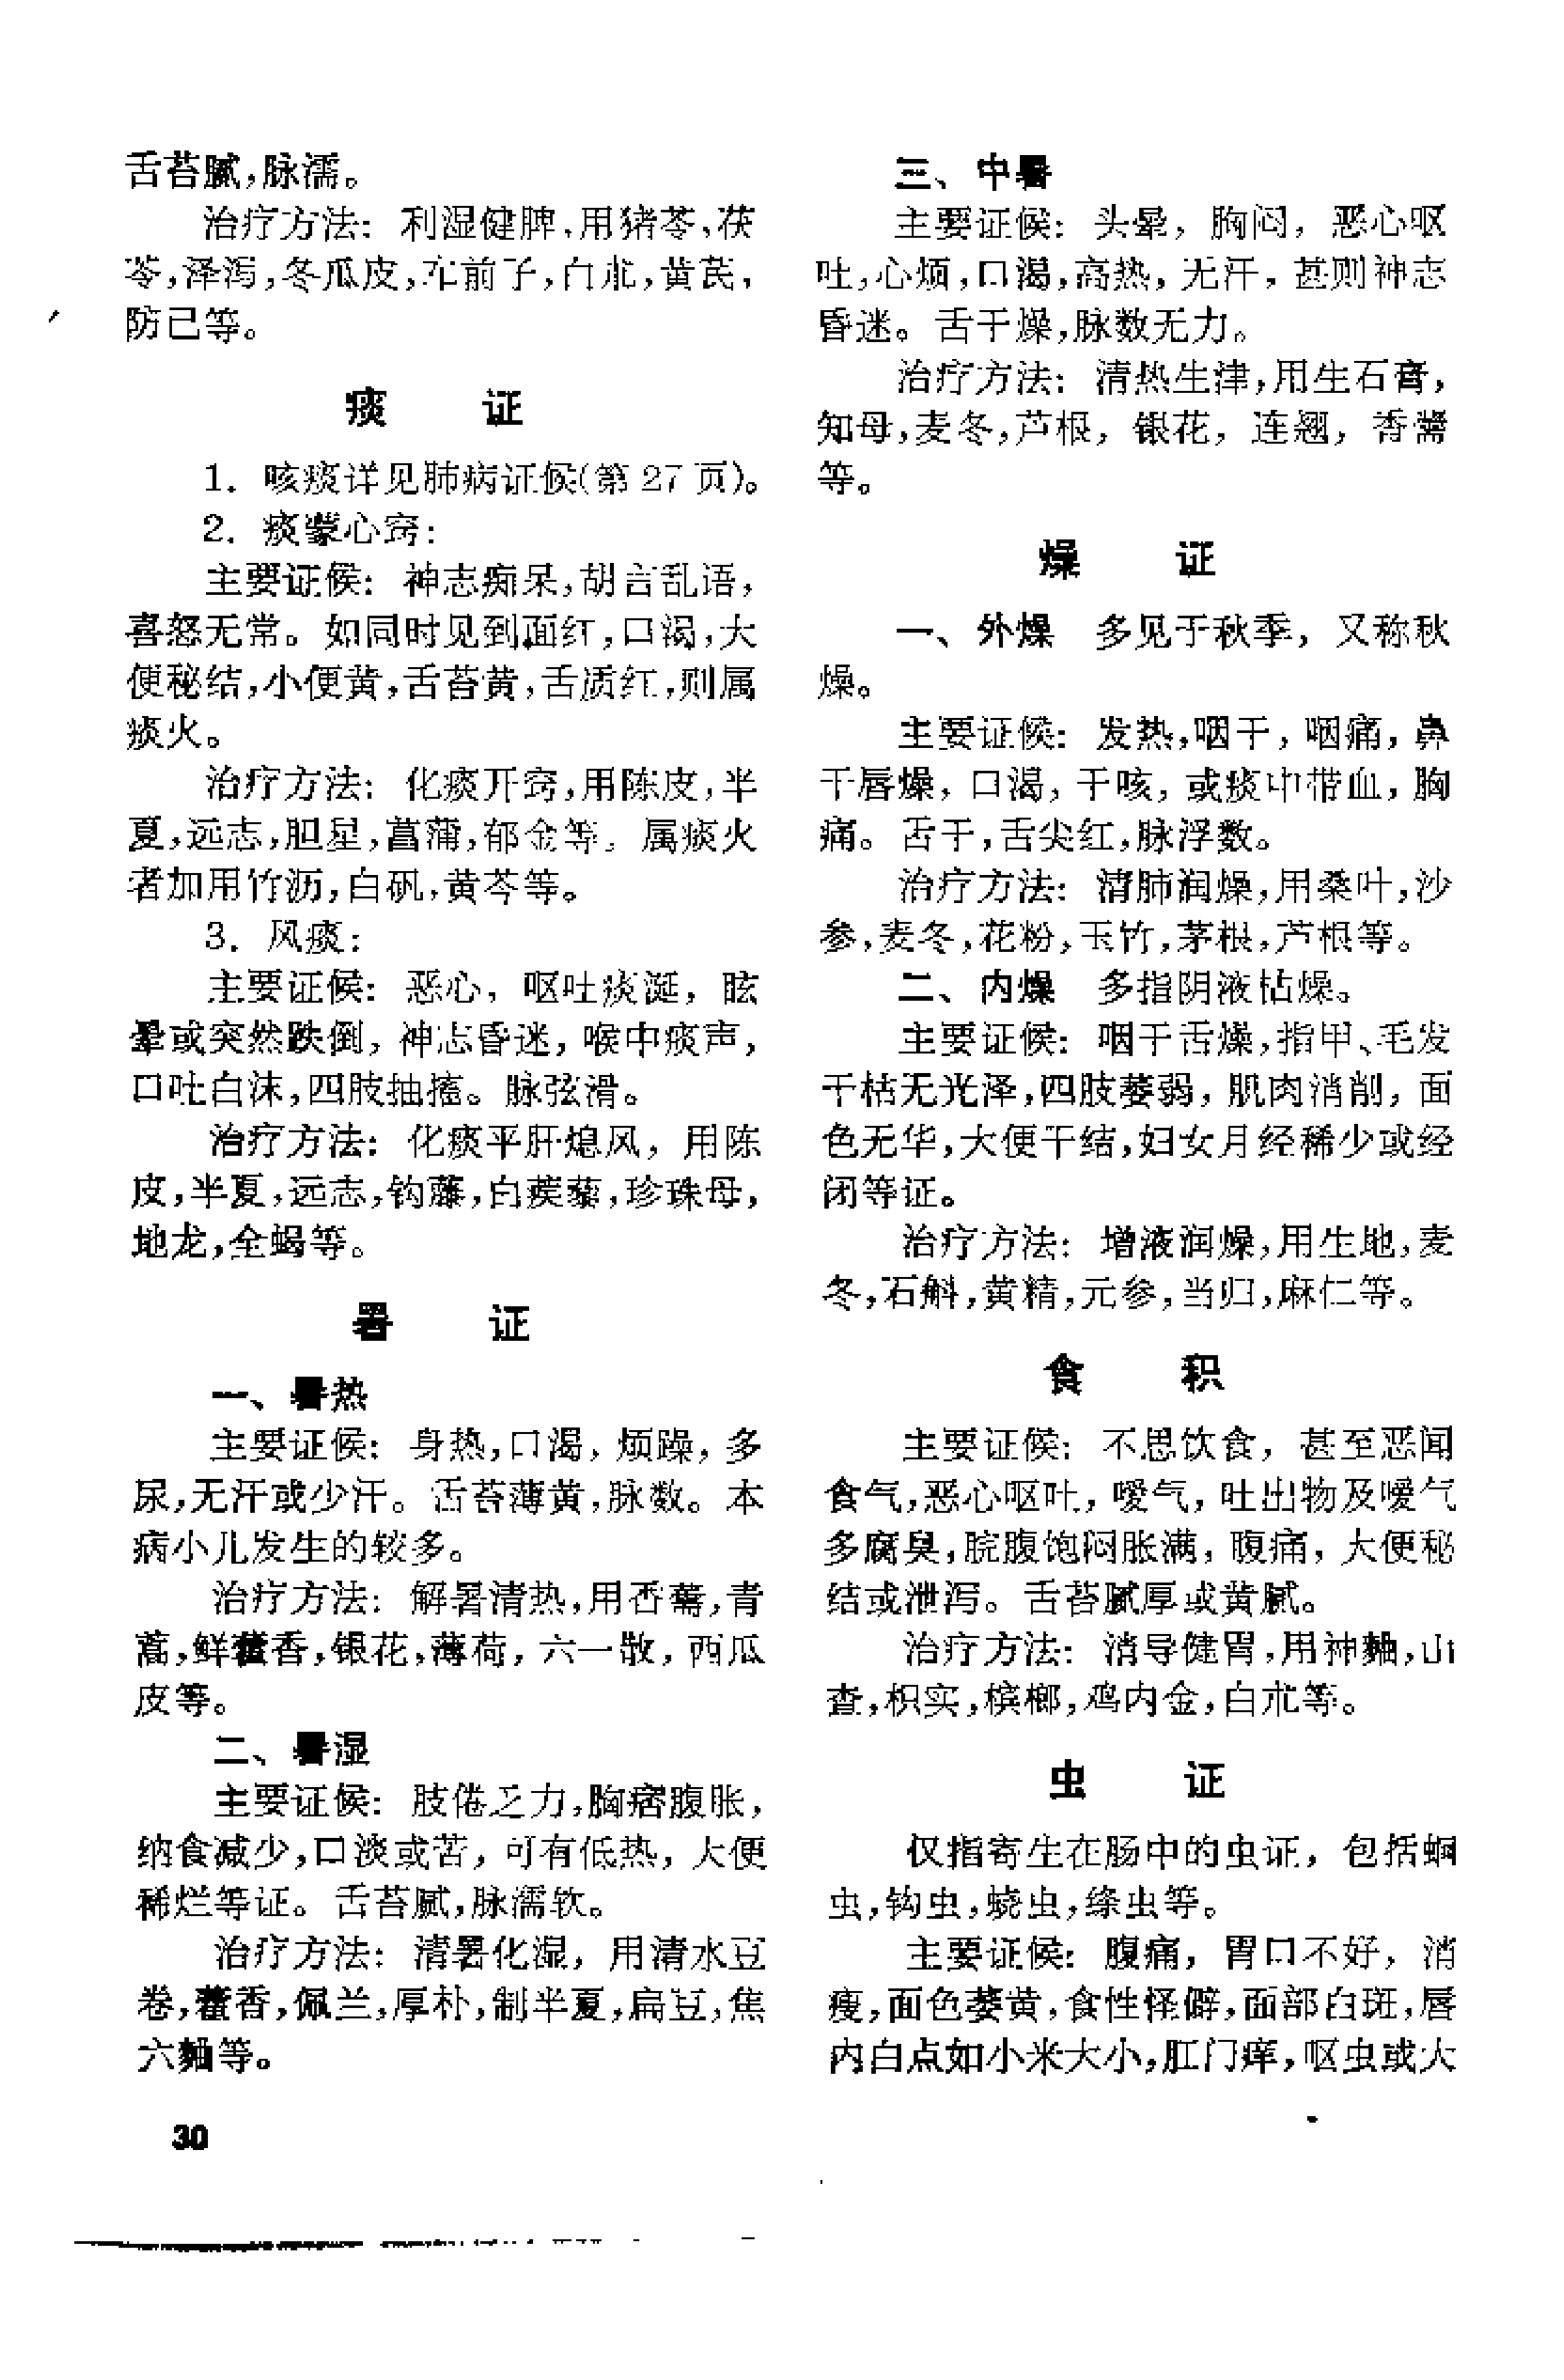 舌苔腻,脉濡。
治疗方法：利湿健脾,用猪苓,茯
苓,泽泻,冬瓜皮,车前子,白朮,黄芪,
防己等。
痰 证
1. 咳痰详见肺病证候(第27页)。
2. 痰蒙心窍：
主要证候：神志痴呆,胡言乱语,
喜怒无常。如同时见到面红,口渴,大
便秘结,小便黄,舌苔黄,舌质红,则属
痰火。
治疗方法：化痰开窍,用陈皮,半
夏,远志,胆星,菖蒲,郁金等。属痰火
者加用竹沥,白矾,黄芩等。
3. 风痰：
主要证候：恶心，呕吐痰涎，眩
晕或突然跌倒，神志昏迷，喉中痰声，
口吐白沫,四肢抽搐。脉弦滑。
治疗方法：化痰平肝熄风，用陈
皮,半夏,远志,钩藤,白蒺藜,珍珠母,
地龙,全蝎等。
暑 证
一、暑热
主要证候：身热,口渴,烦躁,多
尿,无汗或少汗。舌苔薄黄,脉数。本
病小儿发生的较多。
治疗方法：解暑清热,用香薷,青
蒿,鲜藿香,银花,薄荷,六一散,西瓜
皮等。
二、暑湿
主要证候：肢倦乏力,胸痞腹胀,
纳食减少,口淡或苦，可有低热，大便
稀烂等证。舌苔腻,脉濡软。
治疗方法：清暑化湿，用清水豆
卷,藿香,佩兰,厚朴,制半夏,扁豆,焦
六麯等。
30
三、中暑
主要证候：头晕，胸闷，恶心呕
吐,心烦,口渴,高热,无汗,甚则神志
昏迷。舌干燥,脉数无力。
治疗方法：清热生津,用生石膏,
知母,麦冬,芦根，银花，连翘，香薷
等。
燥 证
一、外燥 多见于秋季，又称秋
燥。
主要证候：发热,咽干,咽痛,鼻
干唇燥，口渴,干咳,或痰中带血,胸
痛。舌干,舌尖红,脉浮数。
治疗方法：清肺润燥,用桑叶,沙
参,麦冬,花粉,玉竹,茅根,芦根等。
二、内燥 多指阴液枯燥。
主要证候：咽干舌燥,指甲、毛发
干枯无光泽,四肢萎弱，肌肉消削，面
色无华,大便干结,妇女月经稀少或经
闭等证。
治疗方法：增液润燥,用生地,麦
冬,石斛,黄精,元参,当归,麻仁等。
食 积
主要证候：不思饮食，甚至恶闻
食气,恶心呕吐,嗳气,吐出物及嗳气
多腐臭,脘腹饱闷胀满，腹痛，大便秘
结或泄泻。舌苔腻厚或黄腻。
治疗方法：消导健胃,用神麯,山
查,枳实,槟榔,鸡内金,白朮等。
虫 证
仅指寄生在肠中的虫证，包括蛔
虫,钩虫,蛲虫,绦虫等。
主要证候：腹痛，胃口不好，消
瘦,面色萎黄,食性怪僻,面部白斑,唇
内白点如小米大小,肛门痒,呕虫或大